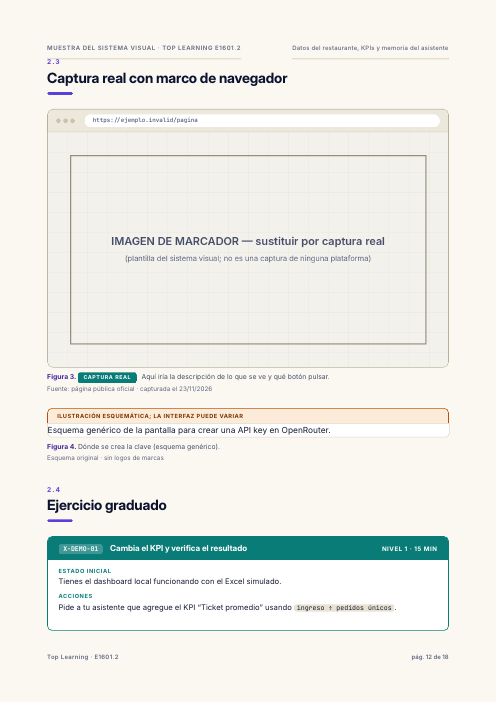 MUESTRA DEL SISTEMA VISUAL · TOP LEARNING E1601.2
Datos del restaurante, KPIs y memoria del asistente
2.3
Captura real con marco de navegador
https://ejemplo.invalid/pagina
IMAGEN DE MARCADOR — sustituir por captura real
(plantilla del sistema visual; no es una captura de ninguna plataforma)
Figura 3. CAPTURA REAL Aquí iría la descripción de lo que se ve y qué botón pulsar.
Fuente: página pública oficial · capturada el 23/11/2026
ILUSTRACIÓN ESQUEMÁTICA; LA INTERFAZ PUEDE VARIAR
Esquema genérico de la pantalla para crear una API key en OpenRouter.
Figura 4. Dónde se crea la clave (esquema genérico).
Esquema original · sin logos de marcas
2.4
Ejercicio graduado
X-DEMO-01 Cambia el KPI y verifica el resultado NIVEL 1 · 15 MIN
ESTADO INICIAL
Tienes el dashboard local funcionando con el Excel simulado.
ACCIONES
Pide a tu asistente que agregue el KPI “Ticket promedio” usando ingreso ÷ pedidos únicos.
Top Learning · E1601.2
pág. 12 de 18